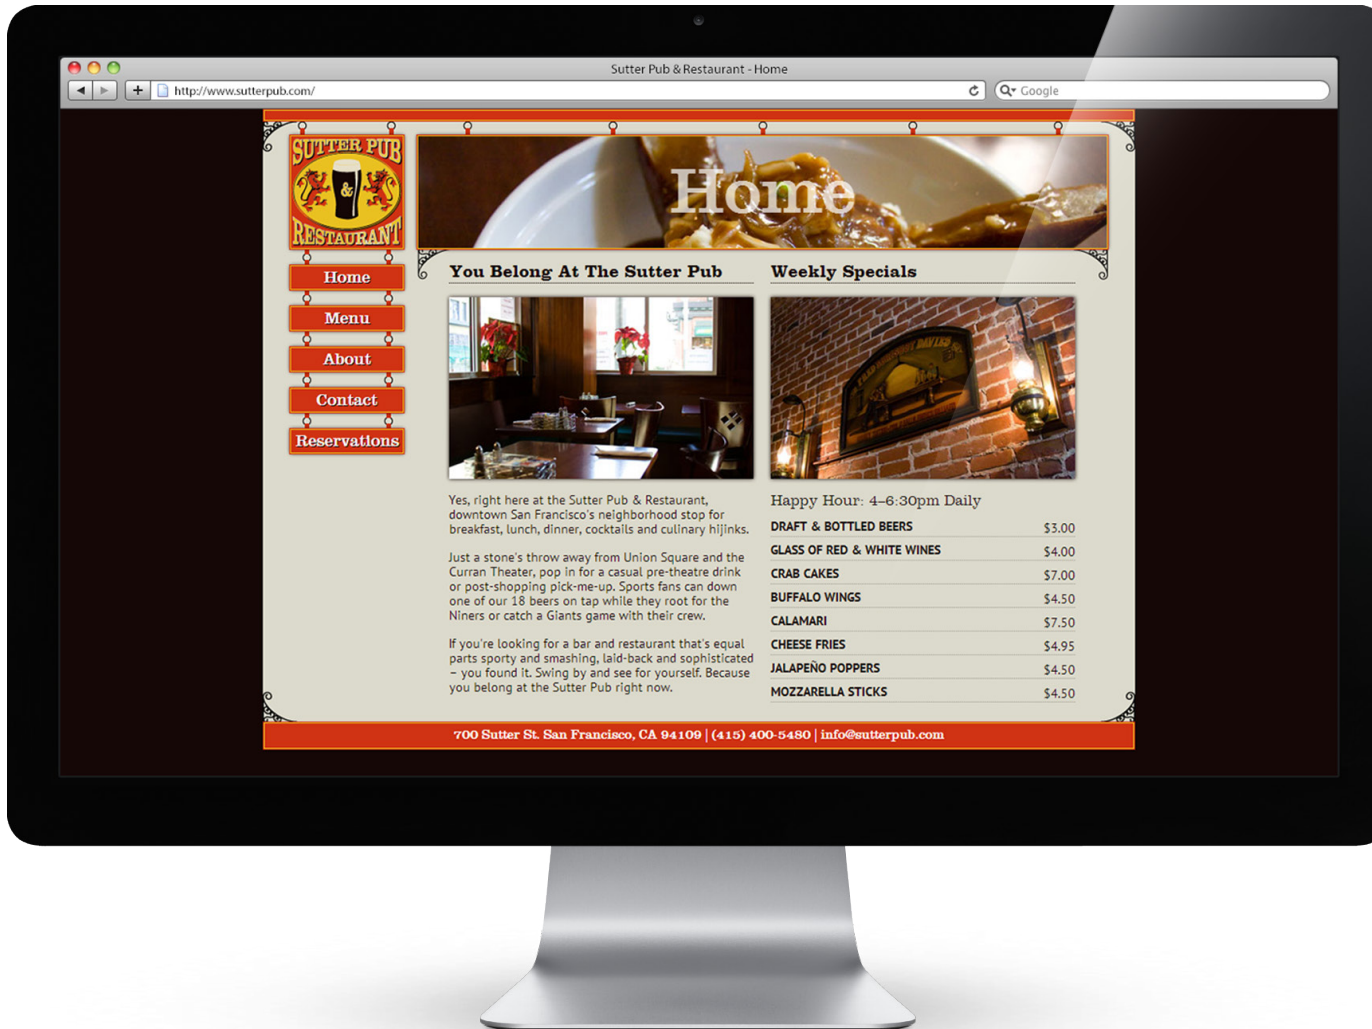 Sutter Pub & Restaurant - Home
http://www.sutterpub.com/
Google
SUTTER PUB
&
RESTAURANT
Home
Menu
About
Contact
Reservations
Home
You Belong At The Sutter Pub
Yes, right here at the Sutter Pub & Restaurant,
downtown San Francisco's neighborhood stop for
breakfast, lunch, dinner, cocktails and culinary hijinks.
Just a stone's throw away from Union Square and the
Curran Theater, pop in for a casual pre-theatre drink
or post-shopping pick-me-up. Sports fans can down
one of our 18 beers on tap while they root for the
Niners or catch a Giants game with their crew.
If you're looking for a bar and restaurant that's equal
parts sporty and smashing, laid-back and sophisticated
– you found it. Swing by and see for yourself. Because
you belong at the Sutter Pub right now.
Weekly Specials
Happy Hour: 4–6:30pm Daily
DRAFT & BOTTLED BEERS $3.00
GLASS OF RED & WHITE WINES $4.00
CRAB CAKES $7.00
BUFFALO WINGS $4.50
CALAMARI $7.50
CHEESE FRIES $4.95
JALAPEÑO POPPERS $4.50
MOZZARELLA STICKS $4.50
700 Sutter St. San Francisco, CA 94109 | (415) 400-5480 | info@sutterpub.com